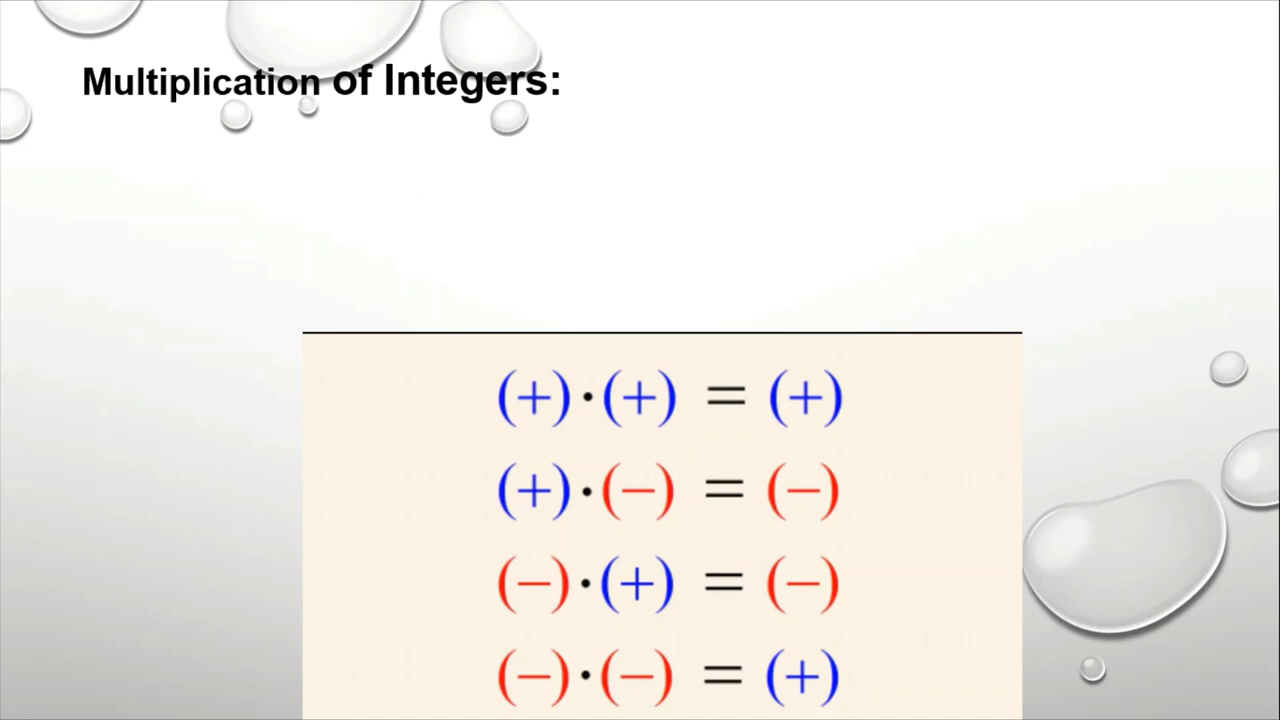 Multiplication of Integers:
(+)·(+) = (+)
(+)·(−) = (−)
(−)·(+) = (−)
(−)·(−) = (+)